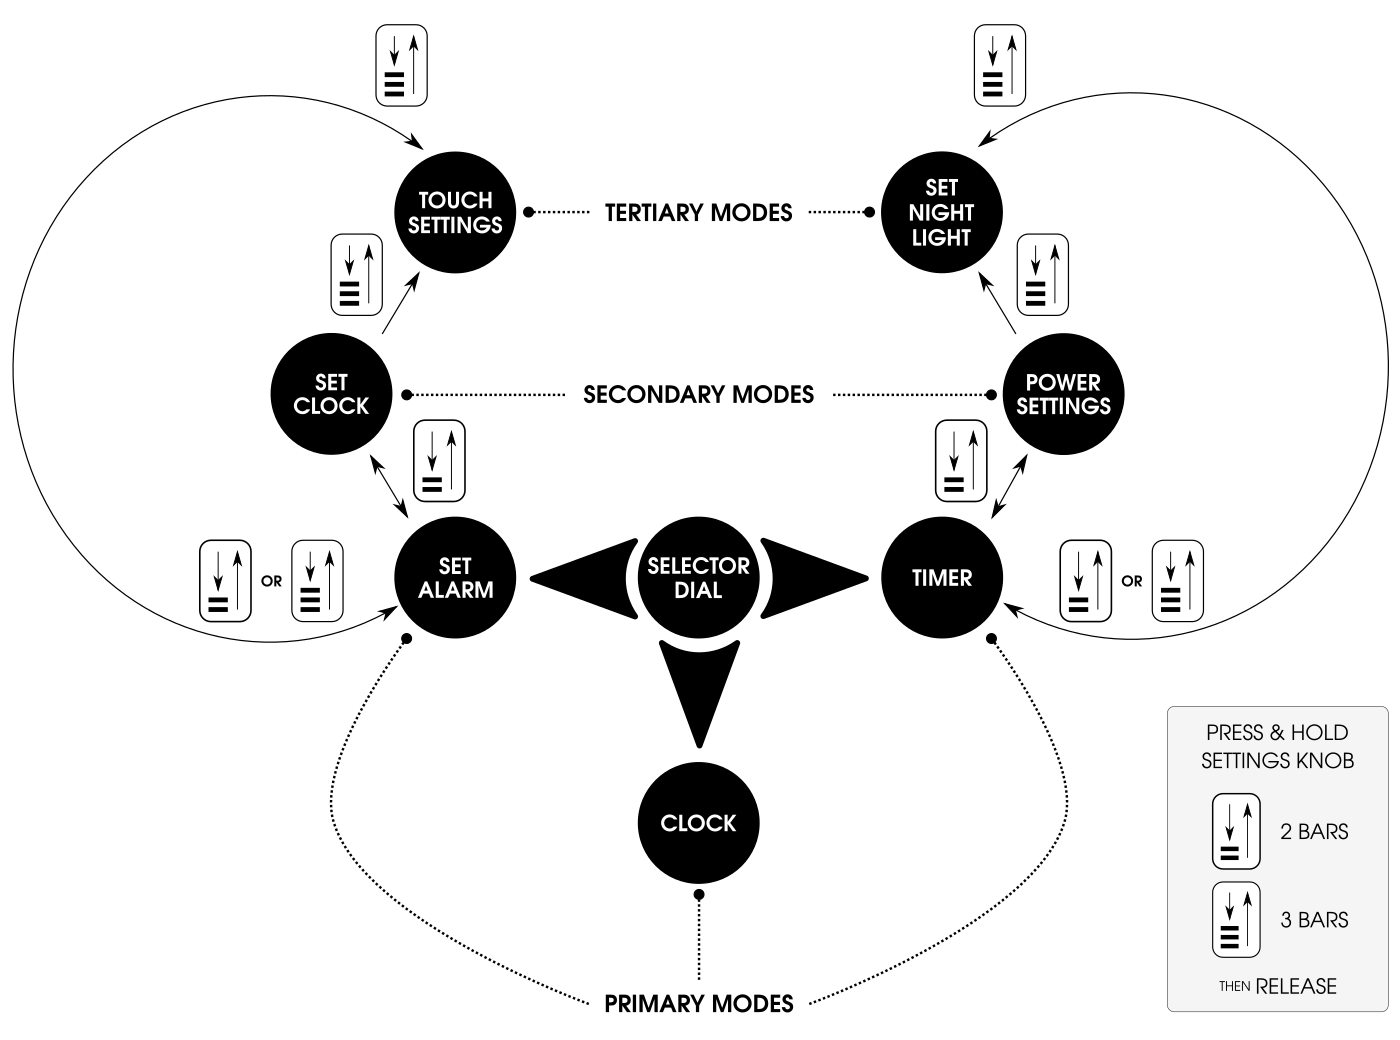 TOUCH
SETTINGS
TERTIARY MODES
SET
NIGHT
LIGHT
SET
CLOCK
SECONDARY MODES
POWER
SETTINGS
OR
SET
ALARM
SELECTOR
DIAL
TIMER
OR
CLOCK
PRIMARY MODES
PRESS & HOLD
SETTINGS KNOB
2 BARS
3 BARS
THEN RELEASE